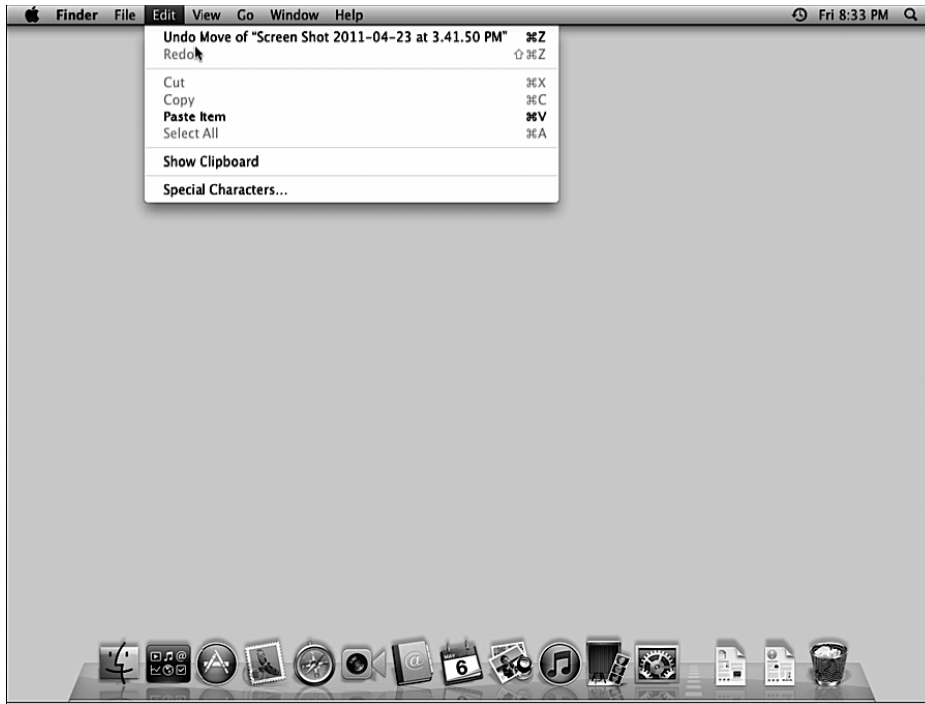 Finder File Edit View Go Window Help Fri 8:33 PM
Undo Move of “Screen Shot 2011-04-23 at 3.41.50 PM” ⌘Z
Redo ⇧⌘Z
Cut ⌘X
Copy ⌘C
Paste Item ⌘V
Select All ⌘A
Show Clipboard
Special Characters...
MAY
6